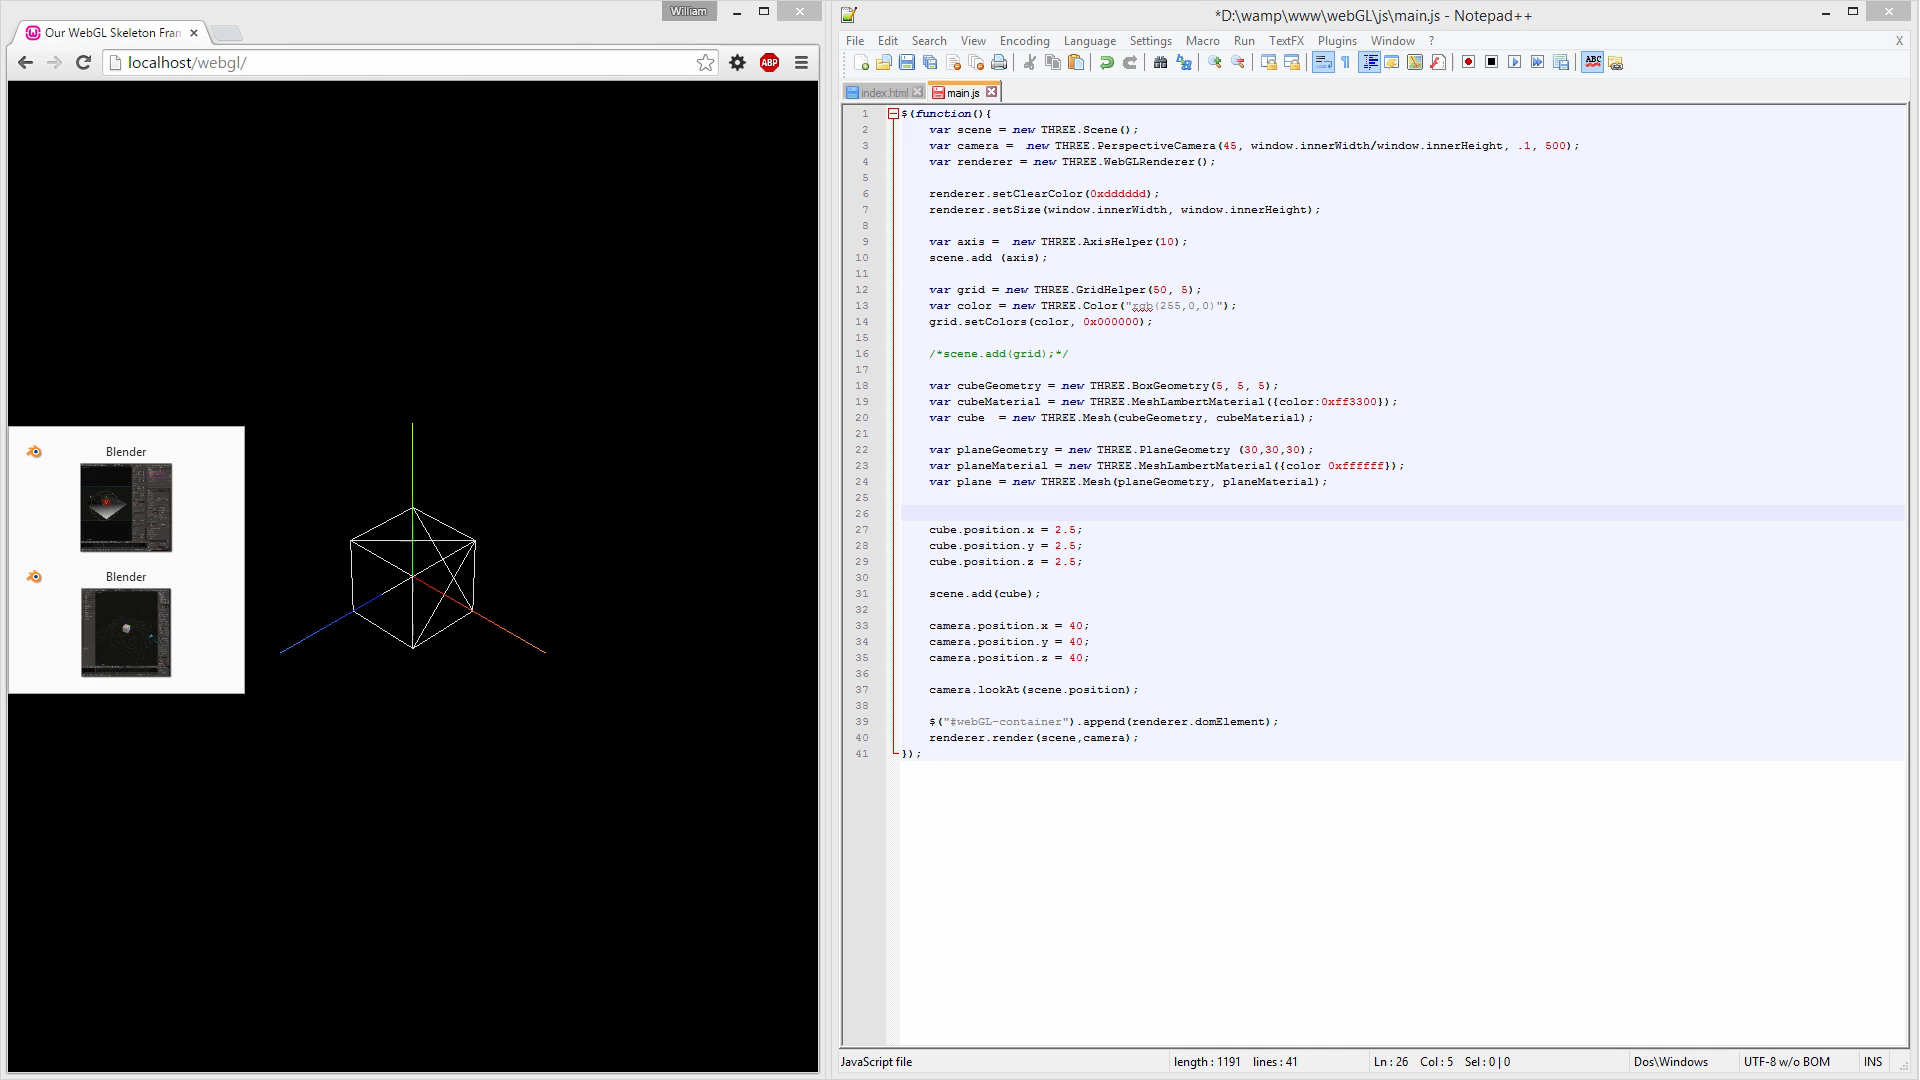 William
Our WebGL Skeleton Fram
localhost/webgl/
ABP
Blender
Blender
*D:\wamp\www\webGL\js\main.js - Notepad++
File Edit Search View Encoding Language Settings Macro Run TextFX Plugins Window ? X
index.html main.js
1 $(function(){
2 var scene = new THREE.Scene();
3 var camera =  new THREE.PerspectiveCamera(45, window.innerWidth/window.innerHeight, .1, 500);
4 var renderer = new THREE.WebGLRenderer();
5
6 renderer.setClearColor(0xdddddd);
7 renderer.setSize(window.innerWidth, window.innerHeight);
8
9 var axis =  new THREE.AxisHelper(10);
10 scene.add (axis);
11
12 var grid = new THREE.GridHelper(50, 5);
13 var color = new THREE.Color("rgb(255,0,0)");
14 grid.setColors(color, 0x000000);
15
16 /*scene.add(grid);*/
17
18 var cubeGeometry = new THREE.BoxGeometry(5, 5, 5);
19 var cubeMaterial = new THREE.MeshLambertMaterial({color:0xff3300});
20 var cube  = new THREE.Mesh(cubeGeometry, cubeMaterial);
21
22 var planeGeometry = new THREE.PlaneGeometry (30,30,30);
23 var planeMaterial = new THREE.MeshLambertMaterial({color 0xffffff});
24 var plane = new THREE.Mesh(planeGeometry, planeMaterial);
25
26
27 cube.position.x = 2.5;
28 cube.position.y = 2.5;
29 cube.position.z = 2.5;
30
31 scene.add(cube);
32
33 camera.position.x = 40;
34 camera.position.y = 40;
35 camera.position.z = 40;
36
37 camera.lookAt(scene.position);
38
39 $("#webGL-container").append(renderer.domElement);
40 renderer.render(scene,camera);
41 });
JavaScript file length : 1191 lines : 41 Ln : 26 Col : 5 Sel : 0 | 0 Dos\Windows UTF-8 w/o BOM INS